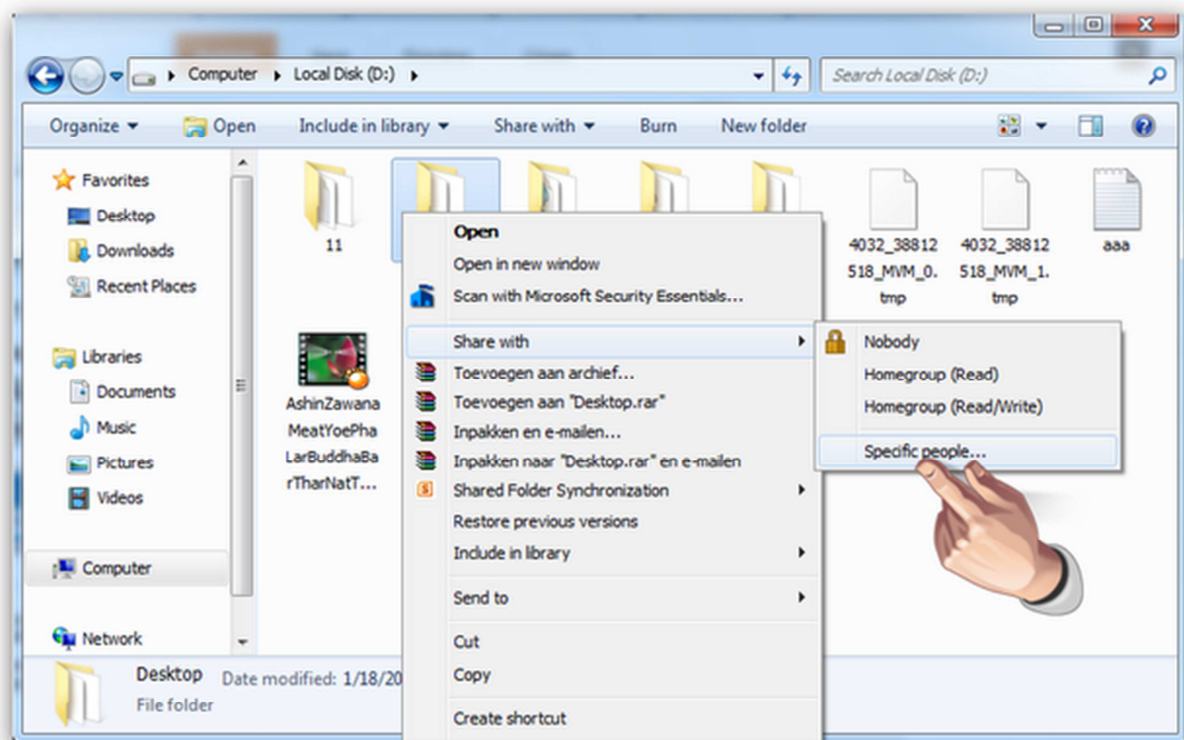 Computer
Local Disk (D:)
Search Local Disk (D:)
Organize
Open
Include in library
Share with
Burn
New folder
Favorites
Desktop
Downloads
Recent Places
Libraries
Documents
Music
Pictures
Videos
Computer
Network
11
4032_38812
518_MVM_0.
tmp
4032_38812
518_MVM_1.
tmp
aaa
AshinZawana
MeatYoePha
LarBuddhaBa
rTharNatT...
Open
Open in new window
Scan with Microsoft Security Essentials...
Share with
Toevoegen aan archief...
Toevoegen aan "Desktop.rar"
Inpakken en e-mailen...
Inpakken naar "Desktop.rar" en e-mailen
Shared Folder Synchronization
Restore previous versions
Include in library
Send to
Cut
Copy
Create shortcut
Nobody
Homegroup (Read)
Homegroup (Read/Write)
Specific people...
Desktop
Date modified: 1/18/20
File folder